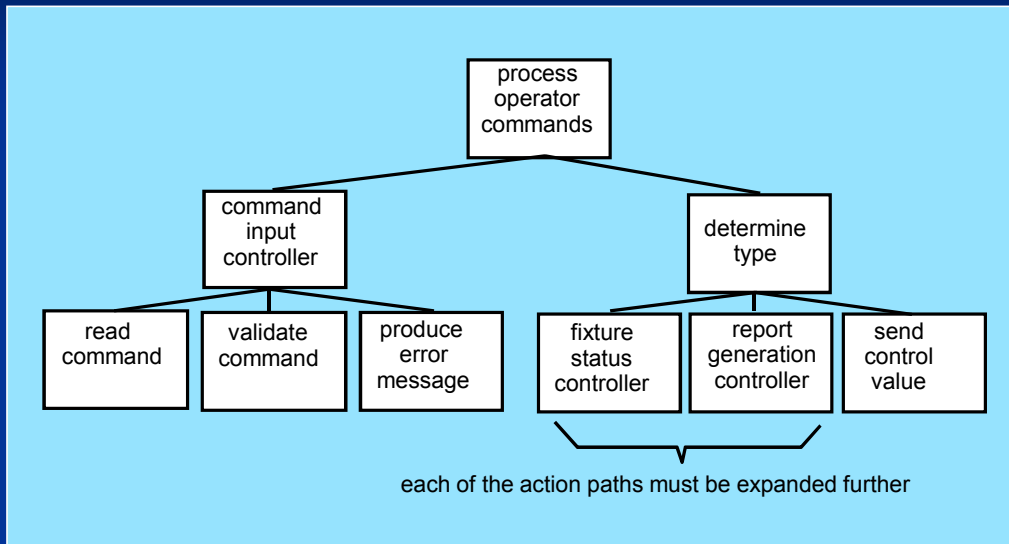 process
operator
commands
command
input
controller
determine
type
read
command
validate
command
produce
error
message
fixture
status
controller
report
generation
controller
send
control
value
each of the action paths must be expanded further